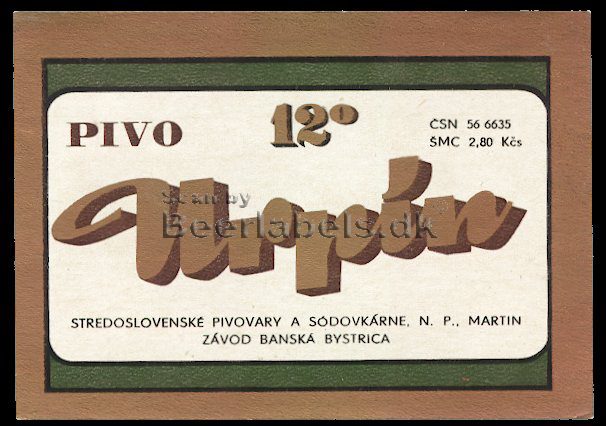 PIVO
12°
ČSN 56 6635
ŠMC 2,80 Kčs
Urpín
Scan by
Beerlabels.dk
STREDOSLOVENSKÉ PIVOVARY A SÓDOVKÁRNE, N. P., MARTIN
ZÁVOD BANSKÁ BYSTRICA